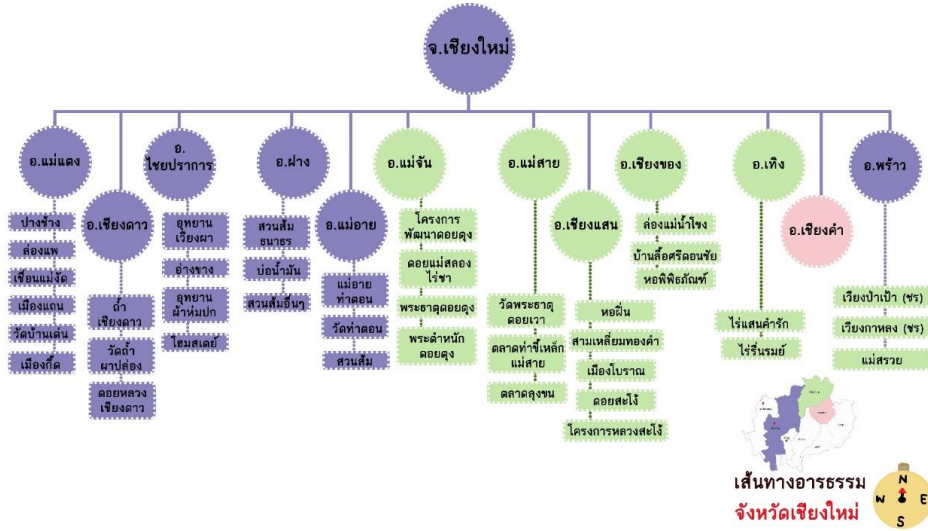 จ.เชียงใหม่
อ.แม่แตง
ปางช้าง
ล่องแพ
เขื่อนแม่งัด
เมืองแถน
วัดบ้านเด่น
เมืองกึ๊ด
อ.เชียงดาว
ถ้ำ
เชียงดาว
วัดถ้ำ
ผาปล่อง
ดอยหลวง
เชียงดาว
อ.
ไชยปราการ
อุทยาน
เวียงผา
อ่างขาง
อุทยาน
ผ้าห่มปก
โฮมสเตย์
อ.ฝาง
สวนส้ม
ธนาธร
บ่อน้ำมัน
สวนส้มอื่นๆ
อ.แม่อาย
แม่อาย
ท่าตอน
วัดท่าตอน
สวนส้ม
อ.แม่จัน
โครงการ
พัฒนาดอยตุง
ดอยแม่สลอง
ไร่ชา
พระธาตุดอยตุง
พระตำหนัก
ดอยตุง
อ.แม่สาย
วัดพระธาตุ
ดอยเวา
ตลาดท่าขี้เหล็ก
แม่สาย
ตลาดลุงขน
อ.เชียงแสน
หอฝิ่น
สามเหลี่ยมทองคำ
เมืองโบราณ
ดอยสะโง้
โครงการหลวงสะโง้
อ.เชียงของ
ล่องแม่น้ำโขง
บ้านลื้อศรีดอนชัย
หอพิพิธภัณฑ์
อ.เทิง
ไร่แสนคำรัก
ไร่รื่นรมย์
อ.เชียงคำ
อ.พร้าว
เวียงป่าเป้า (ชร)
เวียงกาหลง (ชร)
แม่สรวย
เส้นทางอารธรรม
จังหวัดเชียงใหม่
N
W E
S